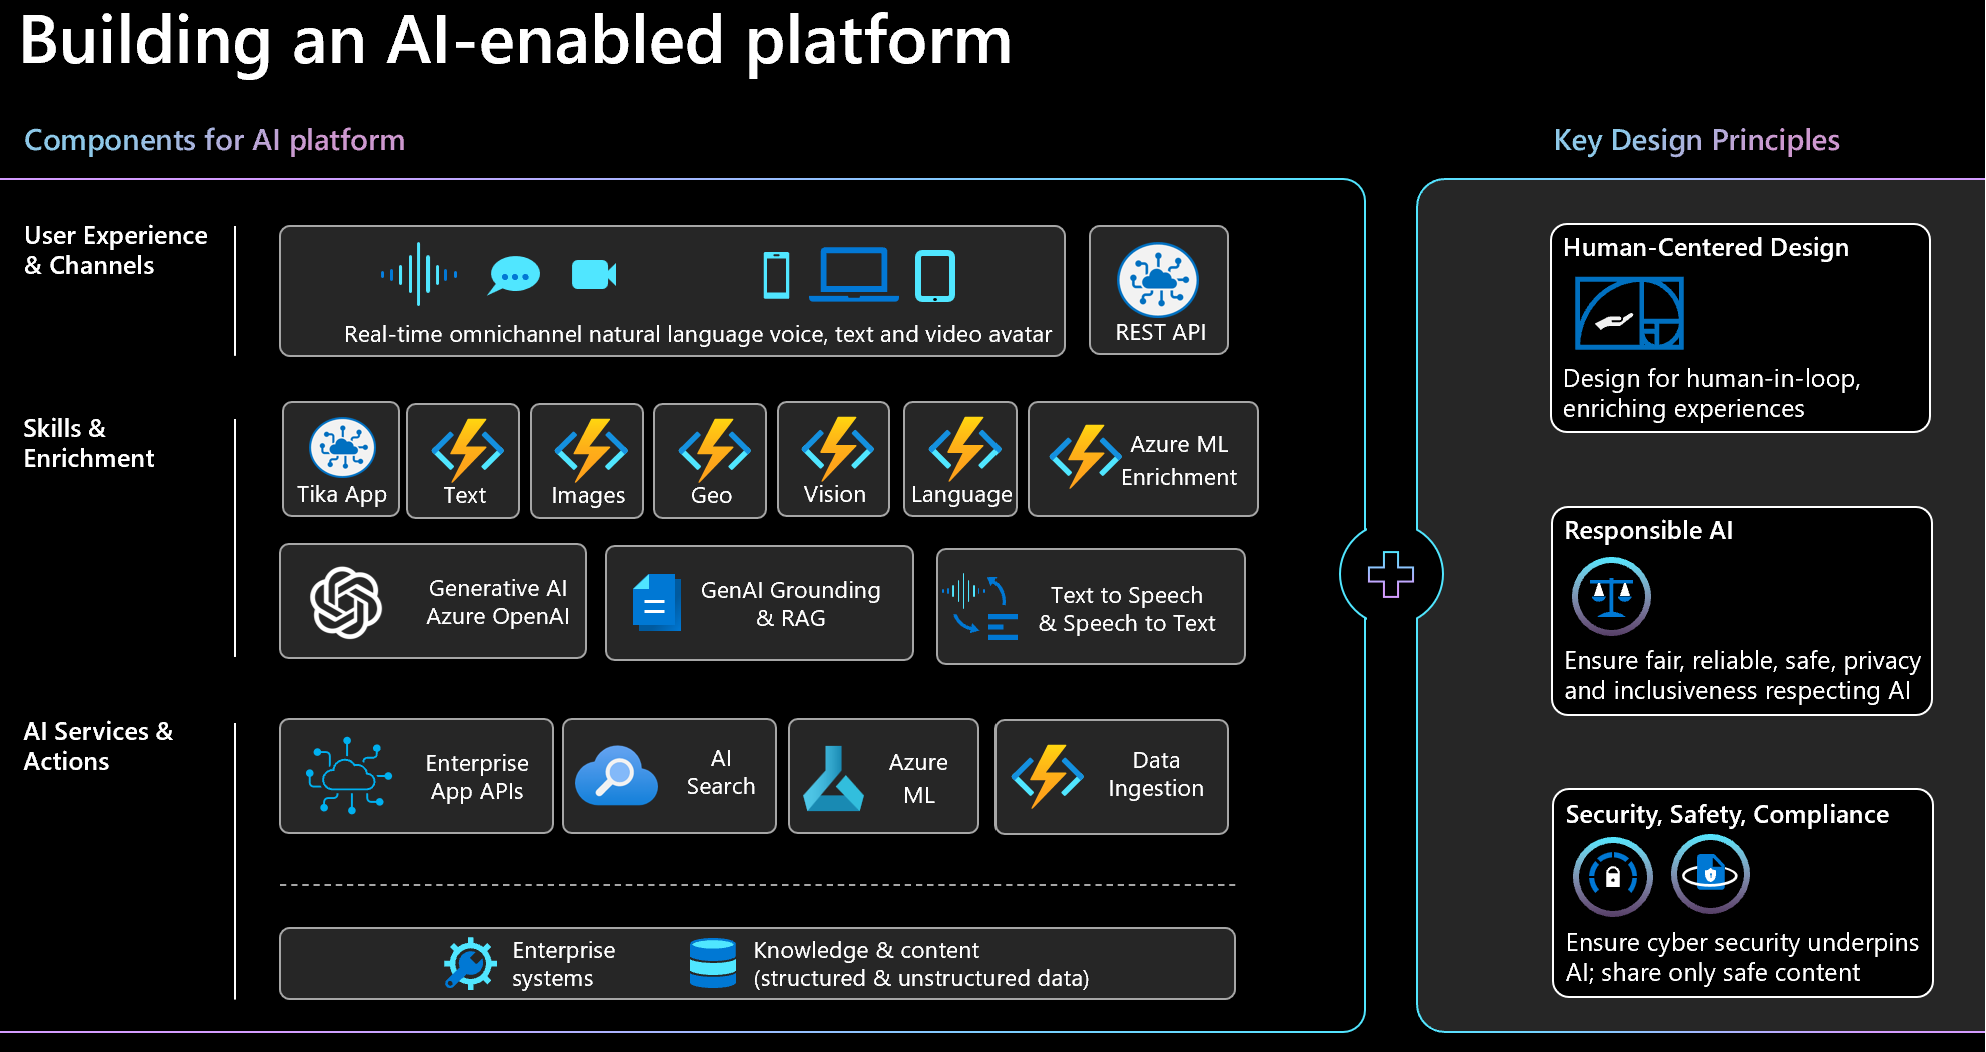 Building an AI-enabled platform
Components for AI platform
Key Design Principles
User Experience
& Channels
Real-time omnichannel natural language voice, text and video avatar
REST API
Skills &
Enrichment
Tika App
Text
Images
Geo
Vision
Language
Azure ML
Enrichment
Generative AI
Azure OpenAI
GenAI Grounding
& RAG
Text to Speech
& Speech to Text
AI Services &
Actions
Enterprise
App APIs
AI
Search
Azure
ML
Data
Ingestion
Enterprise
systems
Knowledge & content
(structured & unstructured data)
Human-Centered Design
Design for human-in-loop,
enriching experiences
Responsible AI
Ensure fair, reliable, safe, privacy
and inclusiveness respecting AI
Security, Safety, Compliance
Ensure cyber security underpins
AI; share only safe content